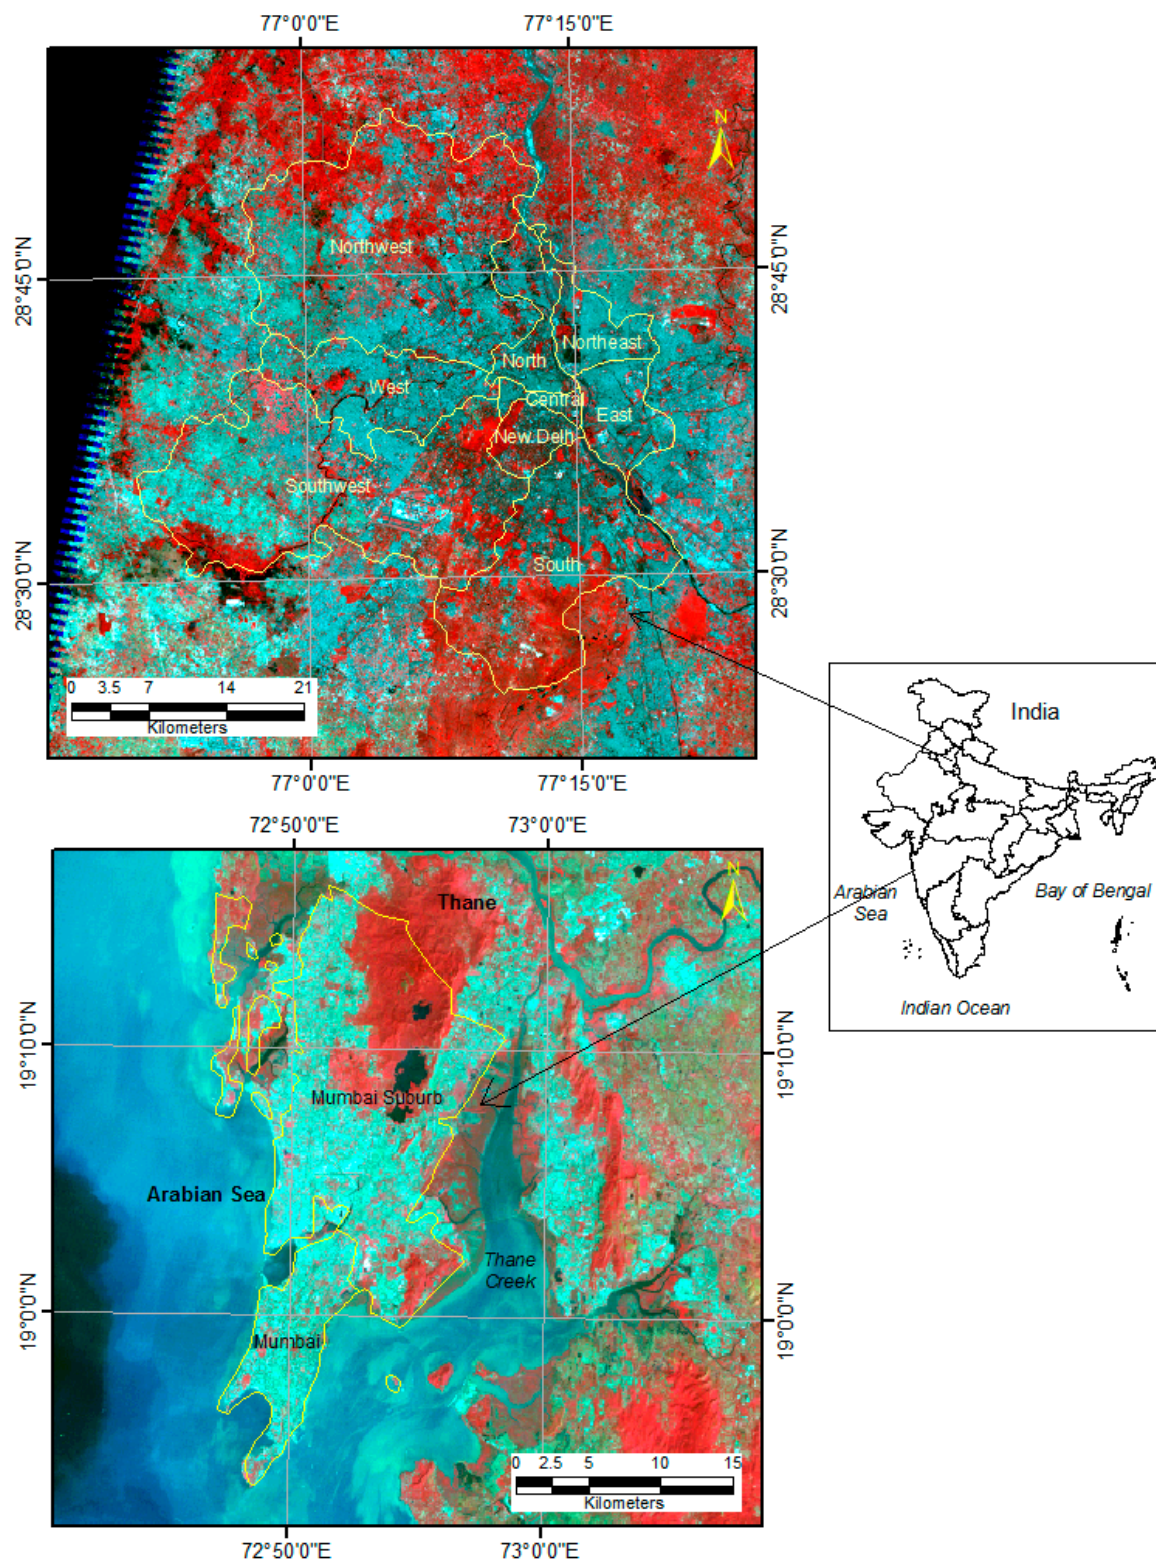 77°0'0"E
77°15'0"E
N
28°45'0"N
28°45'0"N
Northwest
Northeast
North
West
Central
East
New Delh
Southwest
28°30'0"N
28°30'0"N
South
0 3.5 7 14 21
Kilometers
77°0'0"E
77°15'0"E
India
Arabian
Sea
Bay of Bengal
Indian Ocean
72°50'0"E
73°0'0"E
N
Thane
19°10'0"N
19°10'0"N
Mumbai Suburb
Arabian Sea
Thane
Creek
19°0'0"N
19°0'0"N
Mumbai
0 2.5 5 10 15
Kilometers
72°50'0"E
73°0'0"E